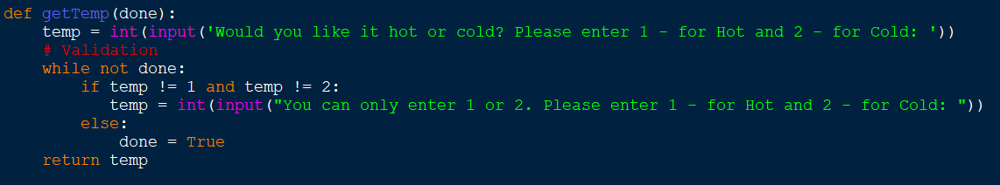 def getTemp(done):
    temp = int(input('Would you like it hot or cold? Please enter 1 - for Hot and 2 - for Cold: '))
    # Validation
    while not done:
        if temp != 1 and temp != 2:
           temp = int(input("You can only enter 1 or 2. Please enter 1 - for Hot and 2 - for Cold: "))
        else:
            done = True
    return temp